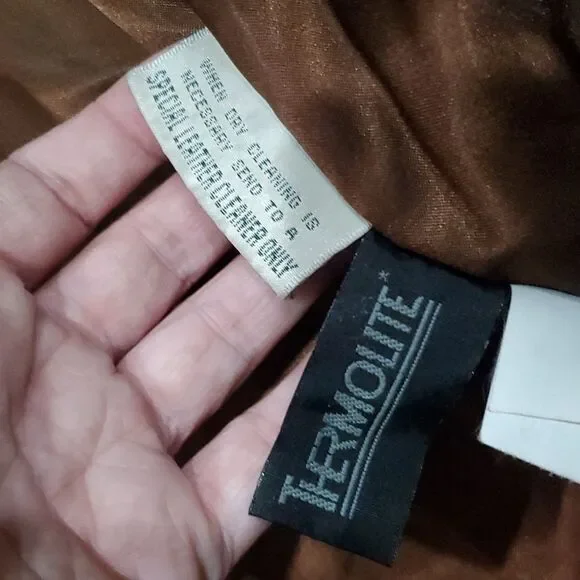 WHEN DRY CLEANING IS
NECESSARY SEND TO A
SPECIAL LEATHER CLEANER ONLY
THERMOLITE*